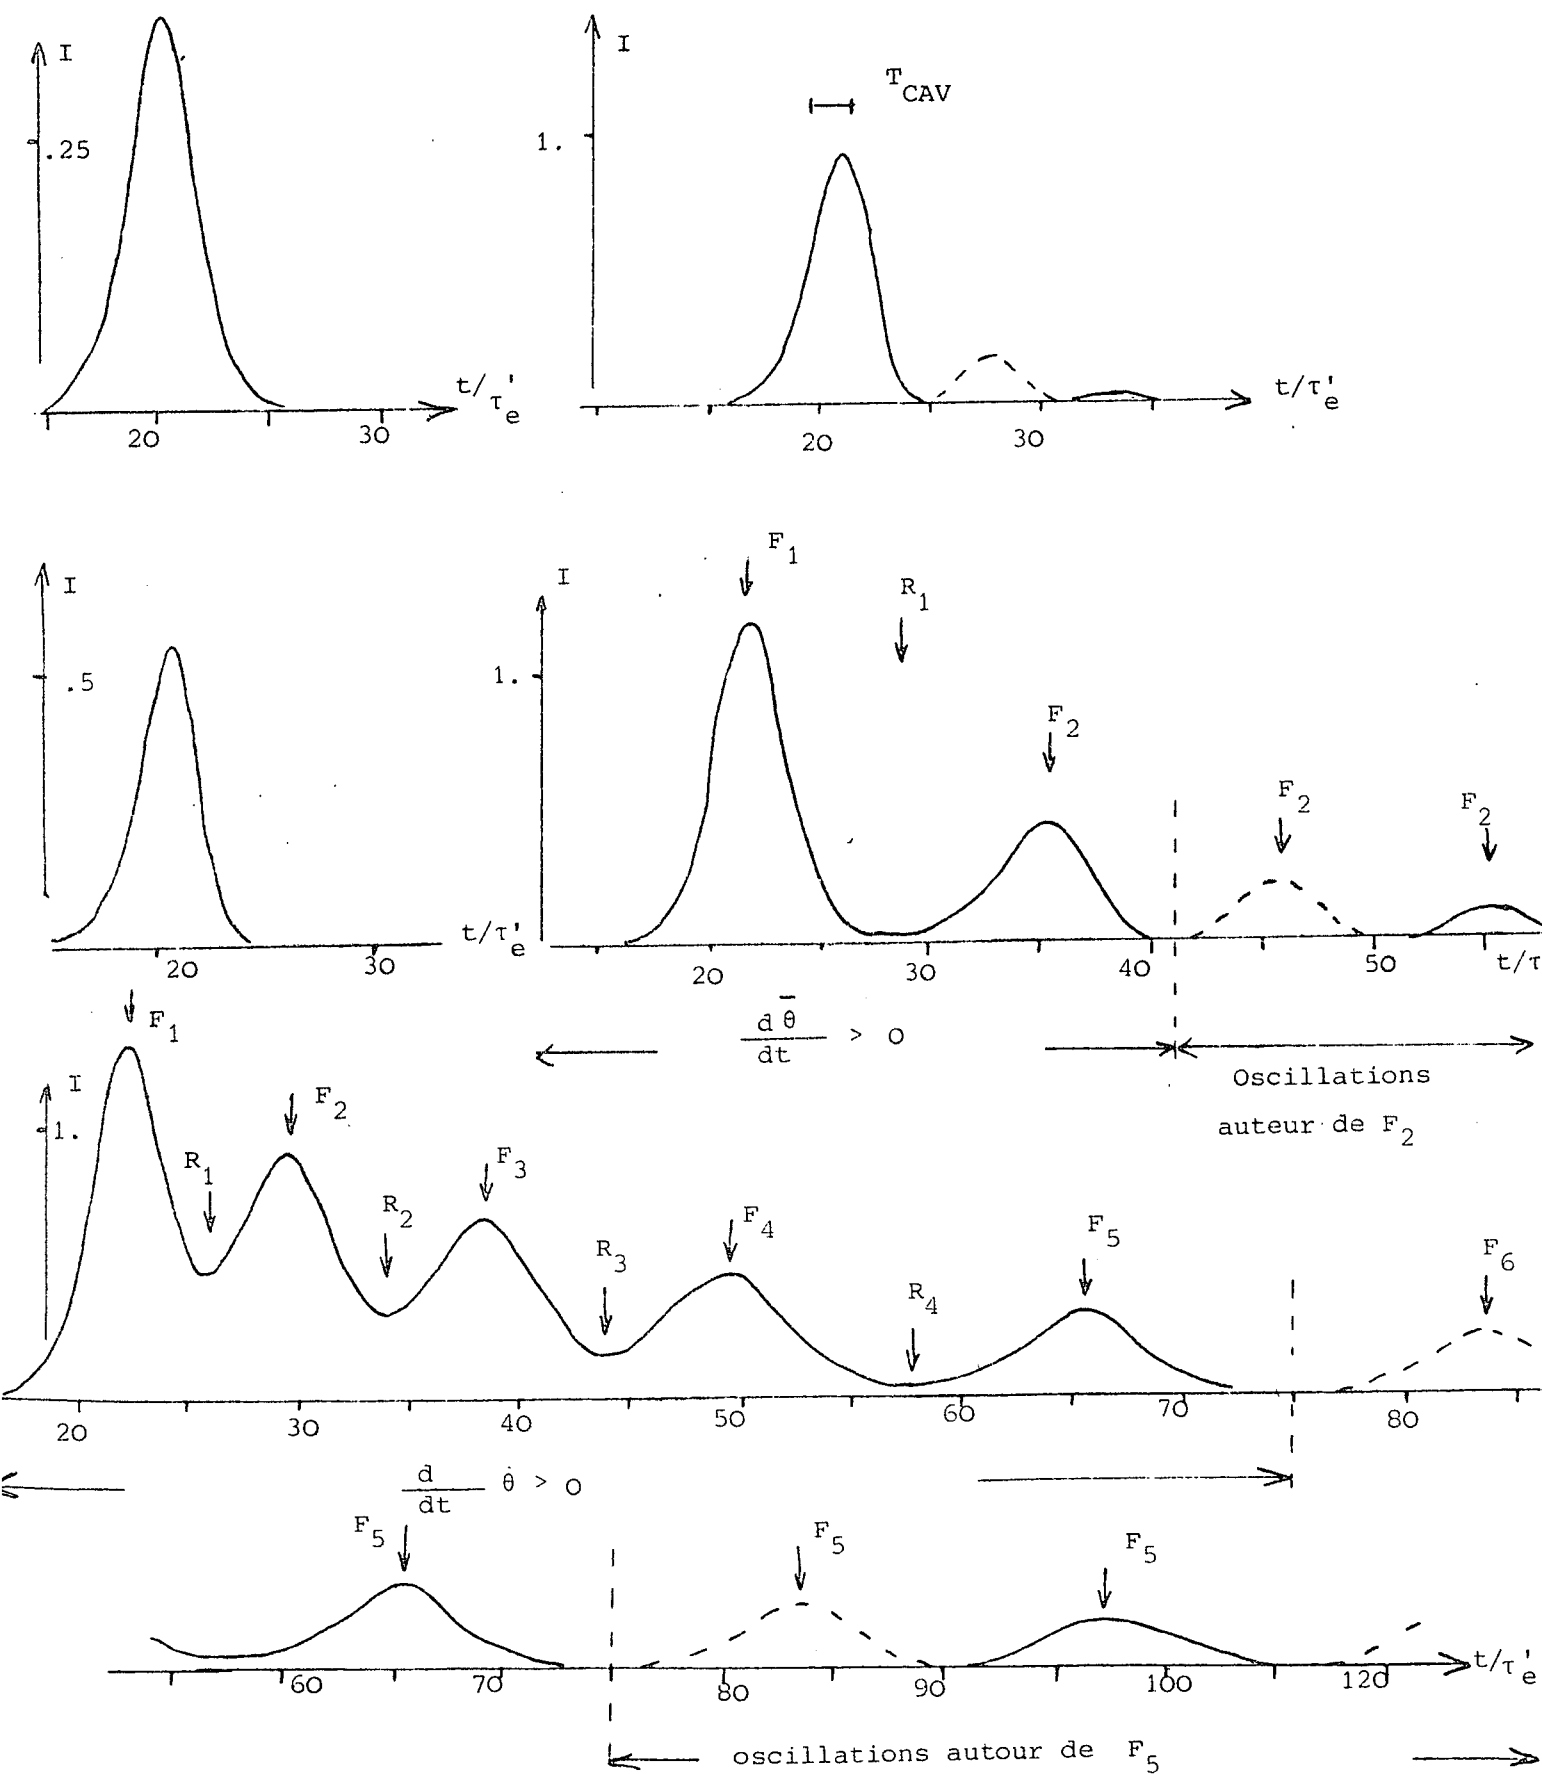 I
.25
20 30
t/τ'e
I
TCAV
1.
20 30
t/τ'e
I
.5
20 30
t/τ'e
F1
I
R1
1.
F2
F2
F2
20 30 40 50 t/τ
dθ̄/dt > 0
Oscillations
auteur de F2
F1
I
F2
1.
R1
F3
R2
F4
R3
F5
R4
F6
20 30 40 50 60 70 80
d/dt θ̇ > 0
F5
F5
F5
60 70 80 90 100 120
t/τ'e
oscillations autour de F5